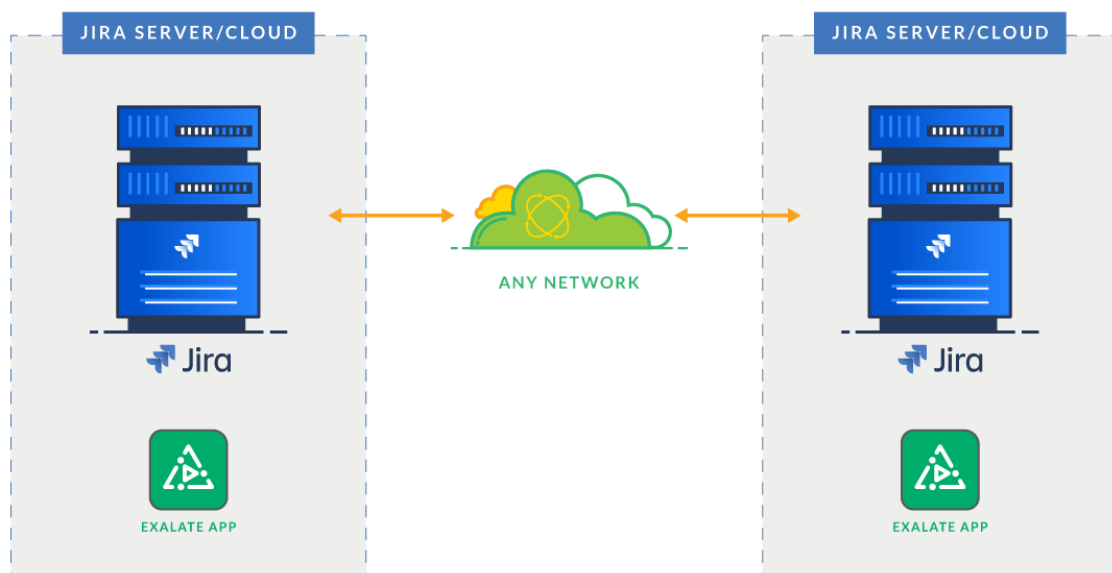 JIRA SERVER/CLOUD
JIRA SERVER/CLOUD
ANY NETWORK
Jira
Jira
EXALATE APP
EXALATE APP